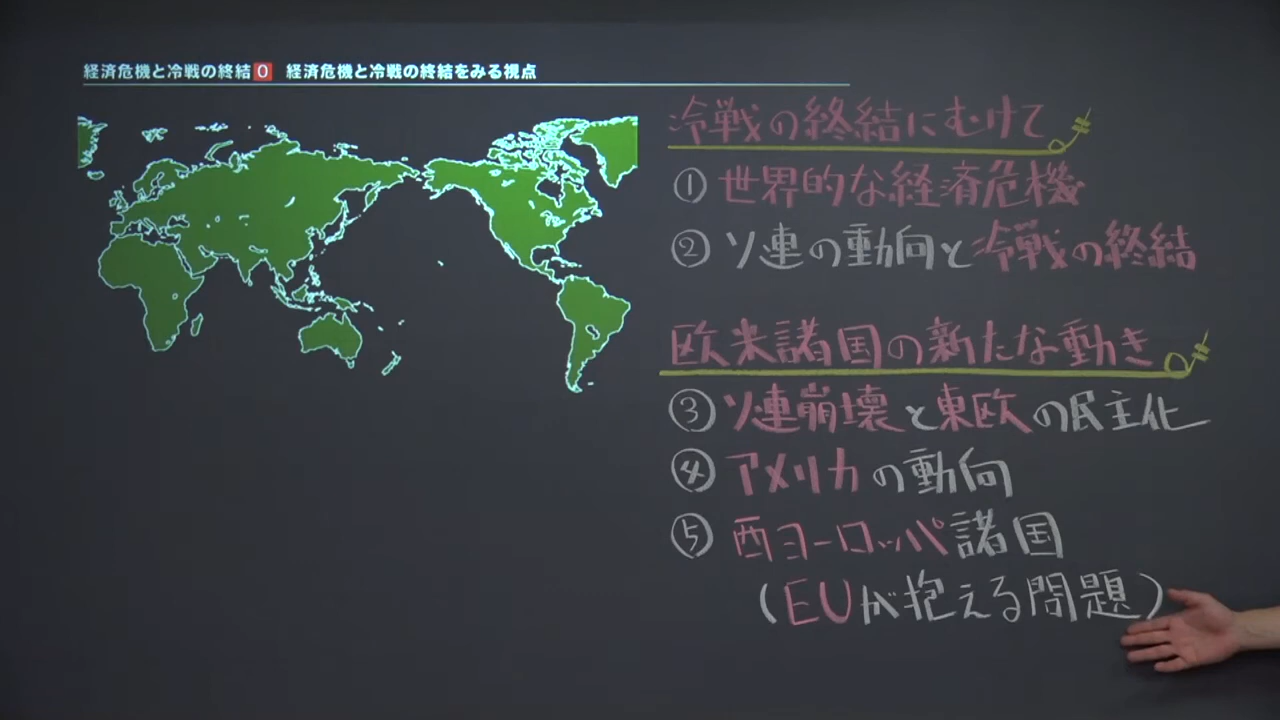 経済危機と冷戦の終結0 経済危機と冷戦の終結をみる視点
冷戦の終結にむけて
①世界的な経済危機
②ソ連の動向と冷戦の終結
欧米諸国の新たな動き
③ソ連崩壊と東欧の民主化
④アメリカの動向
⑤西ヨーロッパ諸国
(EUが抱える問題)